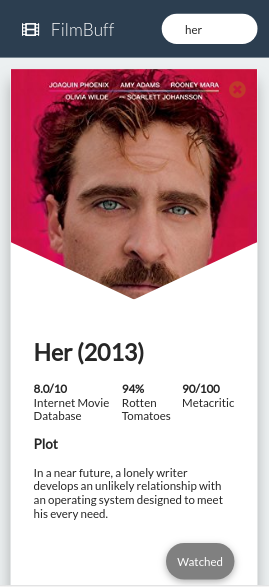 FilmBuff
her
JOAQUIN PHOENIX AMY ADAMS ROONEY MARA
OLIVIA WILDE AND SCARLETT JOHANSSON
Her (2013)
8.0/10 94% 90/100
Internet Movie Rotten Metacritic
Database Tomatoes
Plot
In a near future, a lonely writer
develops an unlikely relationship with
an operating system designed to meet
his every need.
Watched